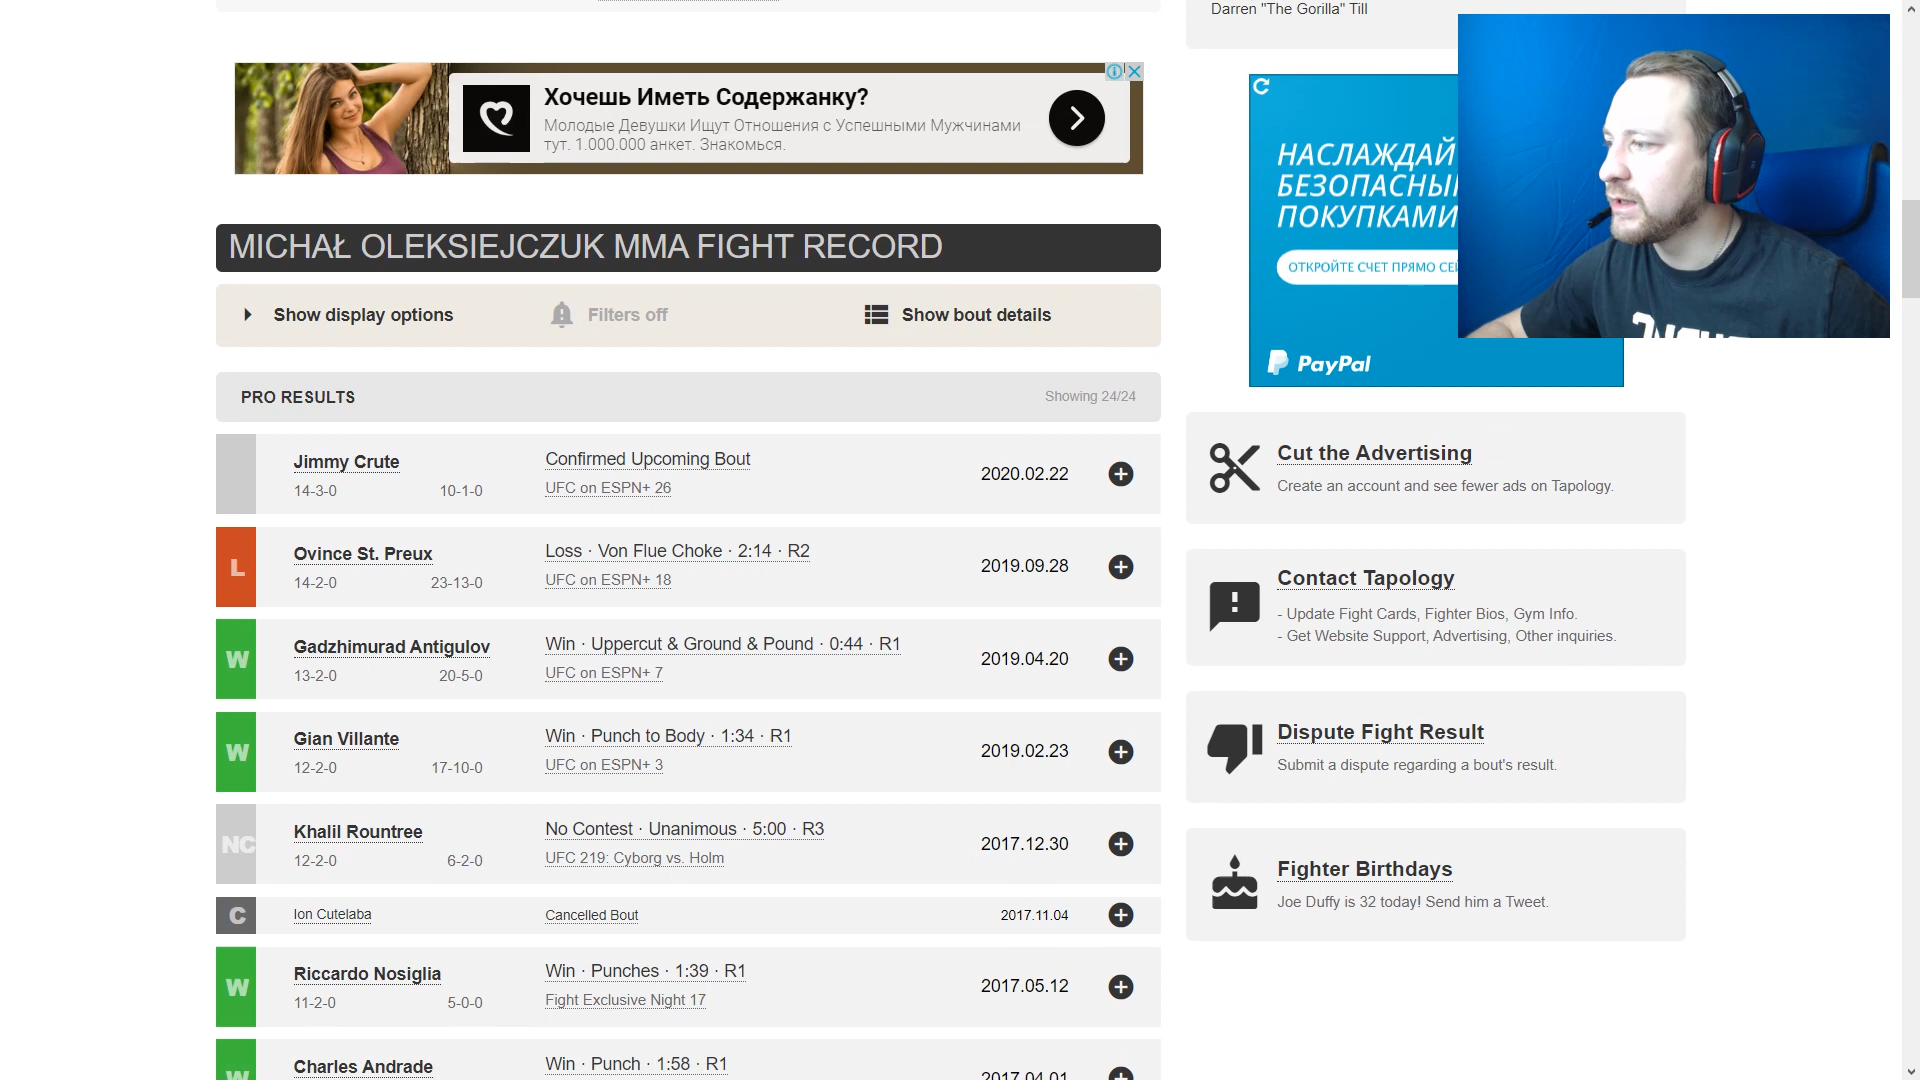 Darren "The Gorilla" Till
Хочешь Иметь Содержанку?
Молодые Девушки Ищут Отношения с Успешными Мужчинами
тут. 1.000.000 анкет. Знакомься.
НАСЛАЖДАЙ
БЕЗОПАСНЫ
ПОКУПКАМИ
ОТКРОЙТЕ СЧЕТ ПРЯМО СЕЙ
PayPal
MICHAŁ OLEKSIEJCZUK MMA FIGHT RECORD
Show display options
Filters off
Show bout details
PRO RESULTS
Showing 24/24
Jimmy Crute
Confirmed Upcoming Bout
2020.02.22
14-3-0
10-1-0
UFC on ESPN+ 26
L
Ovince St. Preux
Loss · Von Flue Choke · 2:14 · R2
2019.09.28
14-2-0
23-13-0
UFC on ESPN+ 18
W
Gadzhimurad Antigulov
Win · Uppercut & Ground & Pound · 0:44 · R1
2019.04.20
13-2-0
20-5-0
UFC on ESPN+ 7
W
Gian Villante
Win · Punch to Body · 1:34 · R1
2019.02.23
12-2-0
17-10-0
UFC on ESPN+ 3
NC
Khalil Rountree
No Contest · Unanimous · 5:00 · R3
2017.12.30
12-2-0
6-2-0
UFC 219: Cyborg vs. Holm
C
Ion Cutelaba
Cancelled Bout
2017.11.04
W
Riccardo Nosiglia
Win · Punches · 1:39 · R1
2017.05.12
11-2-0
5-0-0
Fight Exclusive Night 17
W
Charles Andrade
Win · Punch · 1:58 · R1
2017.04.01
Cut the Advertising
Create an account and see fewer ads on Tapology.
Contact Tapology
- Update Fight Cards, Fighter Bios, Gym Info.
- Get Website Support, Advertising, Other inquiries.
Dispute Fight Result
Submit a dispute regarding a bout's result.
Fighter Birthdays
Joe Duffy is 32 today! Send him a Tweet.